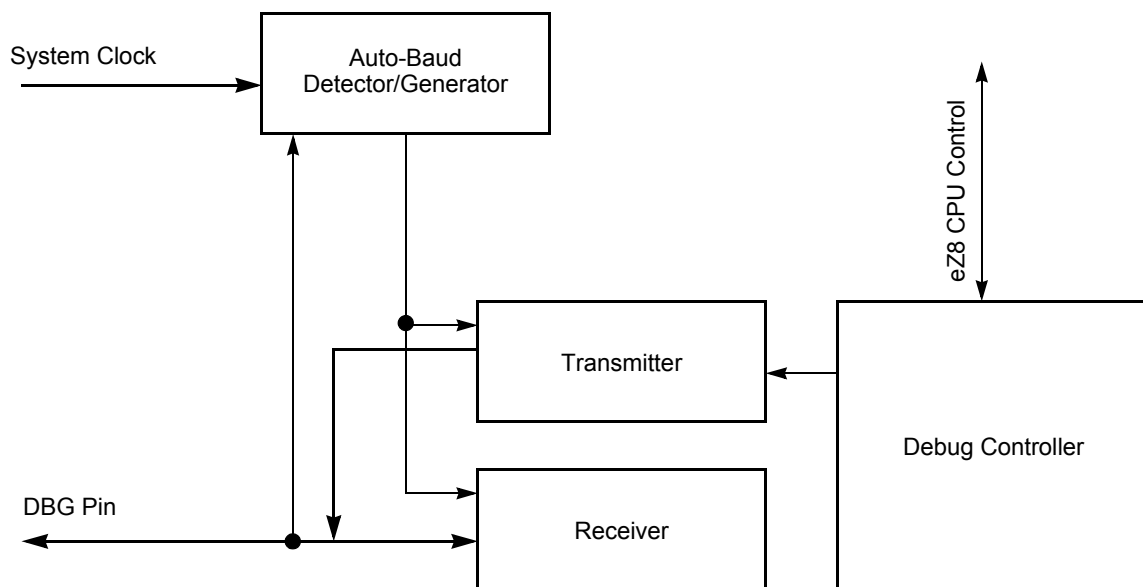 System Clock
Auto-Baud
Detector/Generator
eZ8 CPU Control
Transmitter
Debug Controller
DBG Pin
Receiver